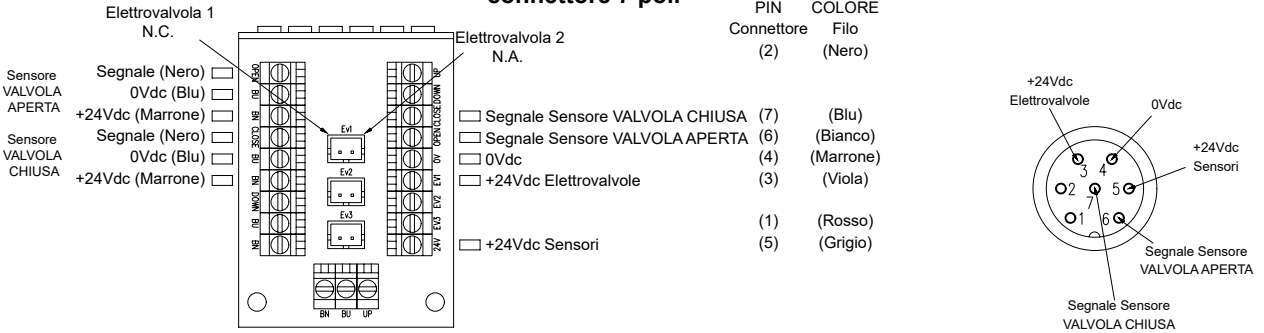 Elettrovalvola 1
N.C.
Elettrovalvola 2
N.A.
PIN
Connettore
COLORE
Filo
(2) (Nero)
Sensore
VALVOLA
APERTA
Segnale (Nero)
0Vdc (Blu)
+24Vdc (Marrone)
Sensore
VALVOLA
CHIUSA
Segnale (Nero)
0Vdc (Blu)
+24Vdc (Marrone)
OPEN
BU
BN
CLOSE
BU
BN
DOWN
BU
BN
Ev1
Ev2
Ev3
BN BU UP
UP
DOWN
CLOSE
OPEN
0V
EV1
EV2
EV3
24V
Segnale Sensore VALVOLA CHIUSA (7) (Blu)
Segnale Sensore VALVOLA APERTA (6) (Bianco)
0Vdc (4) (Marrone)
+24Vdc Elettrovalvole (3) (Viola)
(1) (Rosso)
+24Vdc Sensori (5) (Grigio)
+24Vdc
Elettrovalvole
0Vdc
+24Vdc
Sensori
3 4
2 5
7
1 6
Segnale Sensore
VALVOLA APERTA
Segnale Sensore
VALVOLA CHIUSA